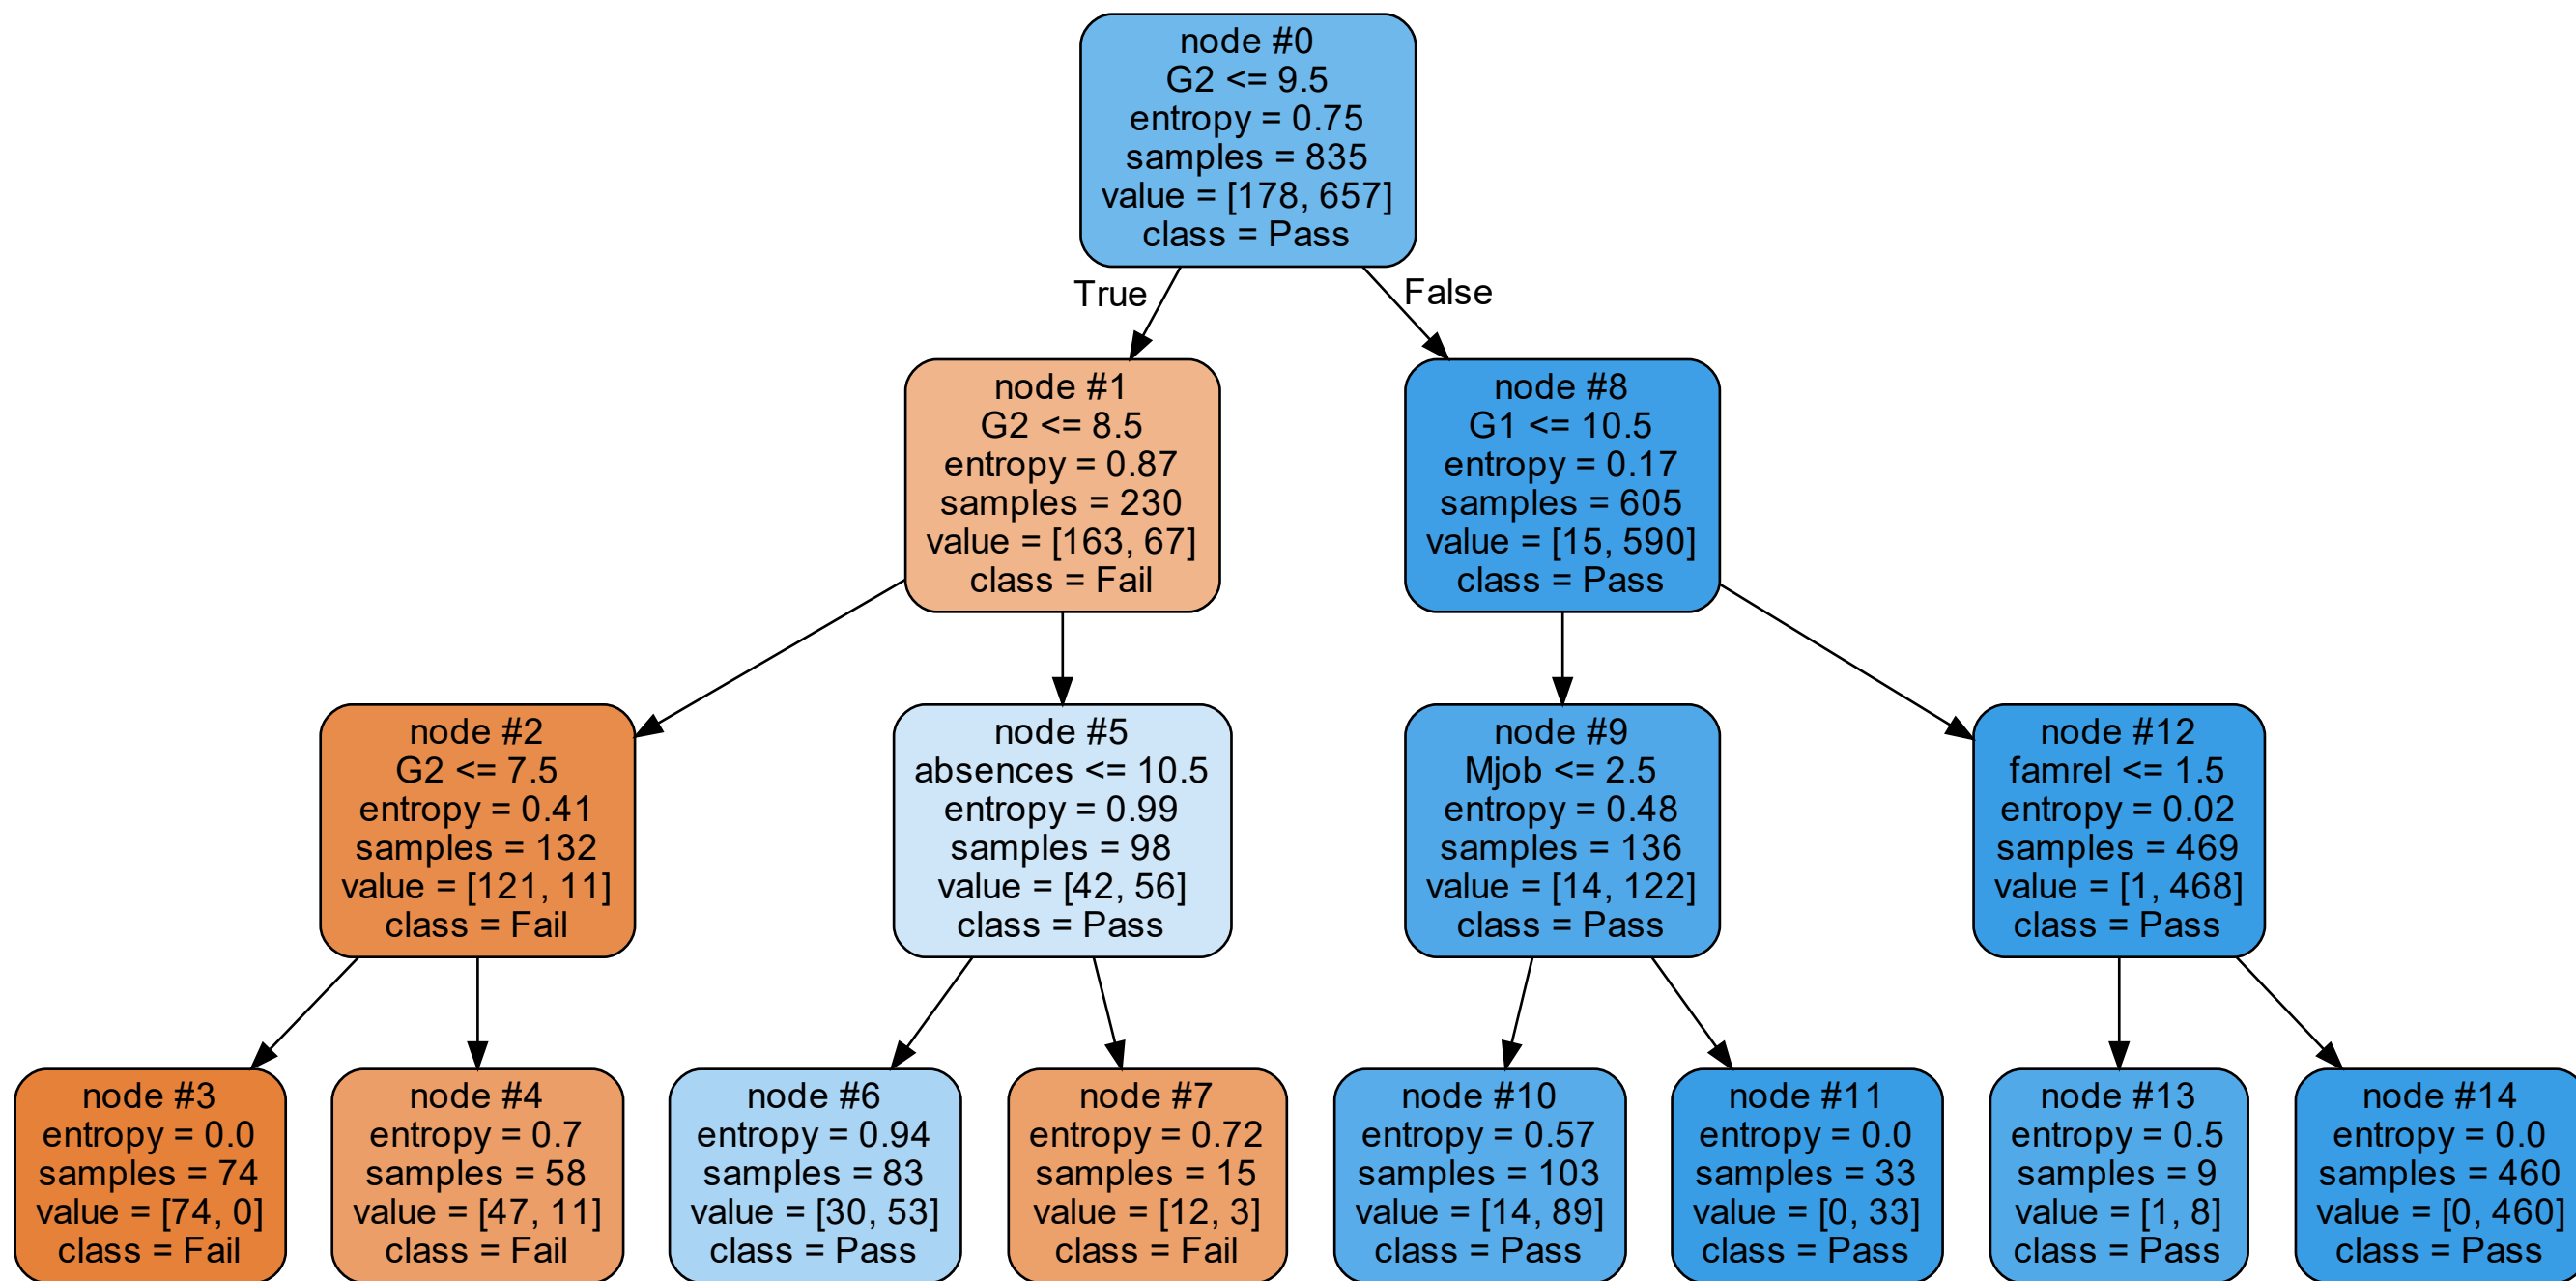 node #0
G2 <= 9.5
entropy = 0.75
samples = 835
value = [178, 657]
class = Pass
True
False
node #1
G2 <= 8.5
entropy = 0.87
samples = 230
value = [163, 67]
class = Fail
node #8
G1 <= 10.5
entropy = 0.17
samples = 605
value = [15, 590]
class = Pass
node #2
G2 <= 7.5
entropy = 0.41
samples = 132
value = [121, 11]
class = Fail
node #5
absences <= 10.5
entropy = 0.99
samples = 98
value = [42, 56]
class = Pass
node #9
Mjob <= 2.5
entropy = 0.48
samples = 136
value = [14, 122]
class = Pass
node #12
famrel <= 1.5
entropy = 0.02
samples = 469
value = [1, 468]
class = Pass
node #3
entropy = 0.0
samples = 74
value = [74, 0]
class = Fail
node #4
entropy = 0.7
samples = 58
value = [47, 11]
class = Fail
node #6
entropy = 0.94
samples = 83
value = [30, 53]
class = Pass
node #7
entropy = 0.72
samples = 15
value = [12, 3]
class = Fail
node #10
entropy = 0.57
samples = 103
value = [14, 89]
class = Pass
node #11
entropy = 0.0
samples = 33
value = [0, 33]
class = Pass
node #13
entropy = 0.5
samples = 9
value = [1, 8]
class = Pass
node #14
entropy = 0.0
samples = 460
value = [0, 460]
class = Pass